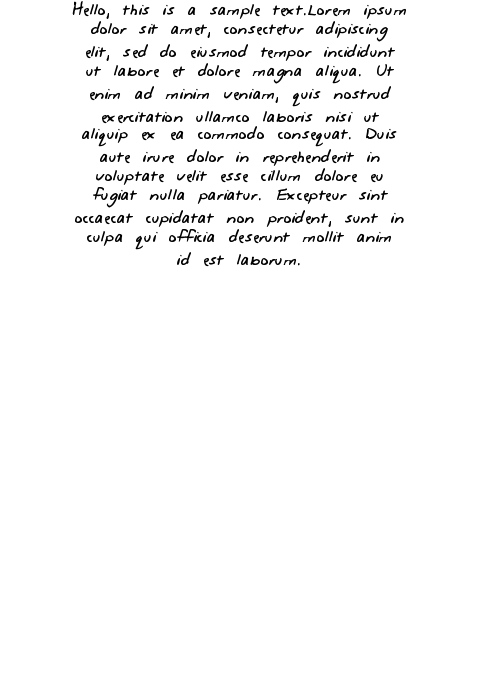 Hello, this is a sample text.Lorem ipsum
dolor sit amet, consectetur adipiscing
elit, sed do eiusmod tempor incididunt
ut labore et dolore magna aliqua. Ut
enim ad minim veniam, quis nostrud
exercitation ullamco laboris nisi ut
aliquip ex ea commodo consequat. Duis
aute irure dolor in reprehenderit in
voluptate velit esse cillum dolore eu
fugiat nulla pariatur. Excepteur sint
occaecat cupidatat non proident, sunt in
culpa qui officia deserunt mollit anim
id est laborum.